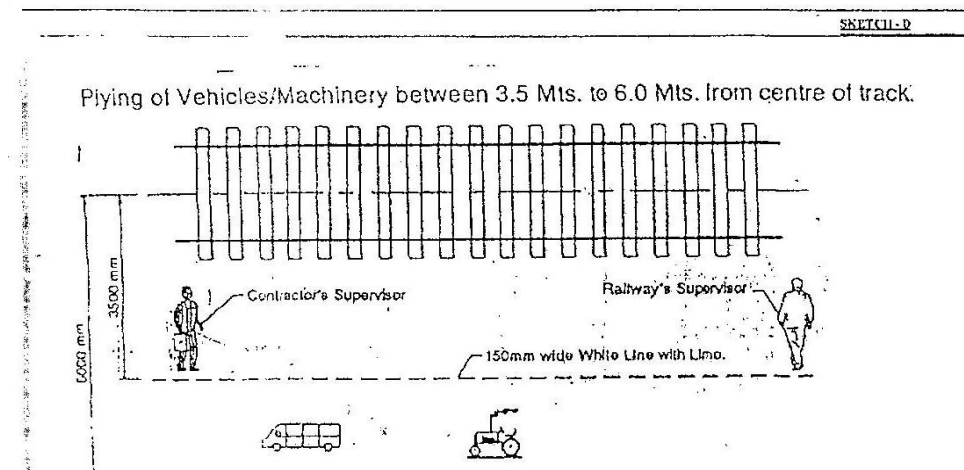 SKETCH-D
Plying of Vehicles/Machinery between 3.5 Mts. to 6.0 Mts. from centre of track.
3500 mm
6000 mm
Contractor's Supervisor
Railway's Supervisor
150mm wide White Line with Lime.